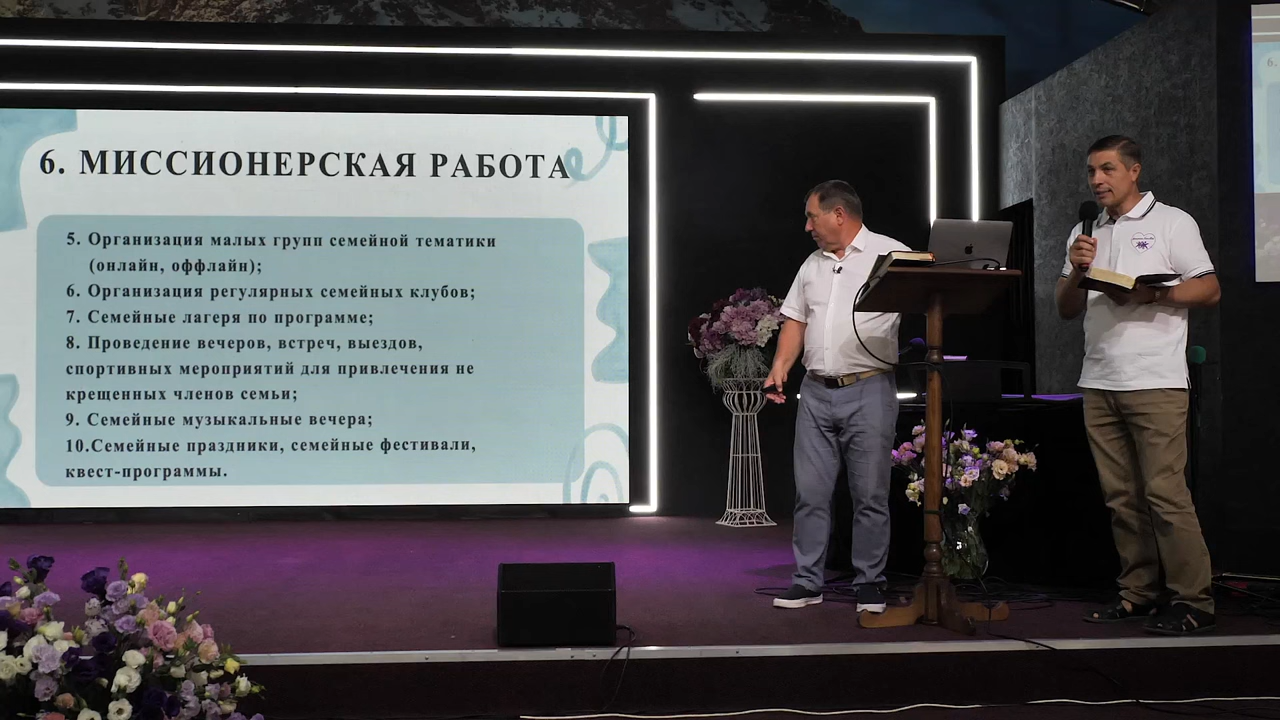 6. МИССИОНЕРСКАЯ РАБОТА
5. Организация малых групп семейной тематики
(онлайн, оффлайн);
6. Организация регулярных семейных клубов;
7. Семейные лагеря по программе;
8. Проведение вечеров, встреч, выездов,
спортивных мероприятий для привлечения не
крещенных членов семьи;
9. Семейные музыкальные вечера;
10.Семейные праздники, семейные фестивали,
квест-программы.
6.